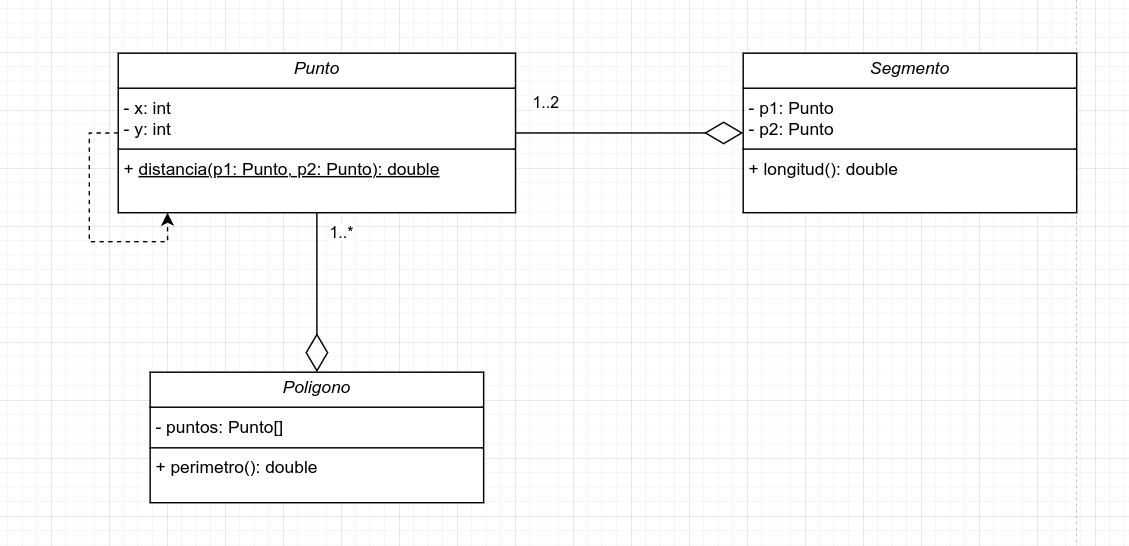 Punto
- x: int
- y: int
+ distancia(p1: Punto, p2: Punto): double
1..2
Segmento
- p1: Punto
- p2: Punto
+ longitud(): double
1..*
Poligono
- puntos: Punto[]
+ perimetro(): double